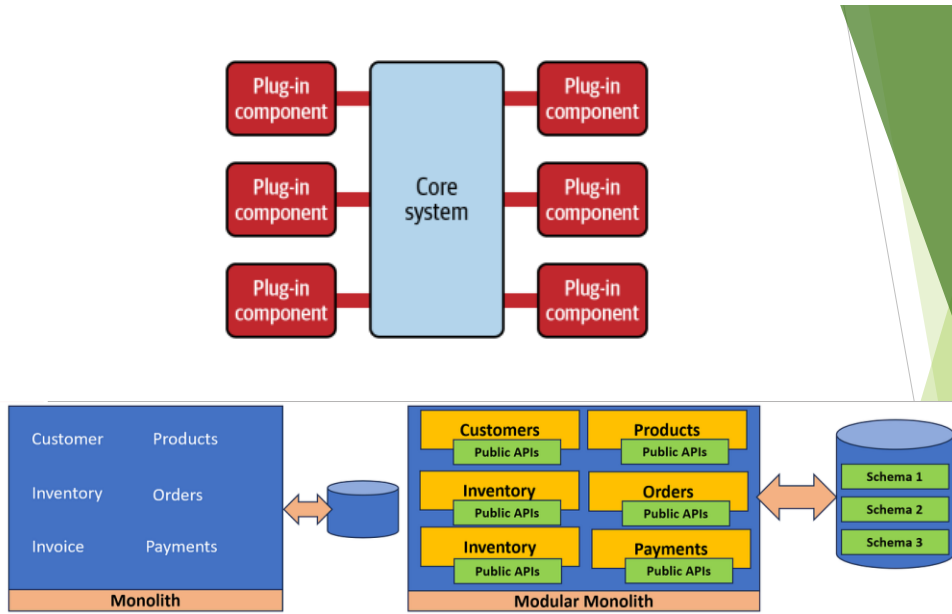 Plug-in
component
Plug-in
component
Plug-in
component
Core
system
Plug-in
component
Plug-in
component
Plug-in
component
Customer Products
Inventory Orders
Invoice Payments
Monolith
Customers
Public APIs
Products
Public APIs
Inventory
Public APIs
Orders
Public APIs
Inventory
Public APIs
Payments
Public APIs
Modular Monolith
Schema 1
Schema 2
Schema 3